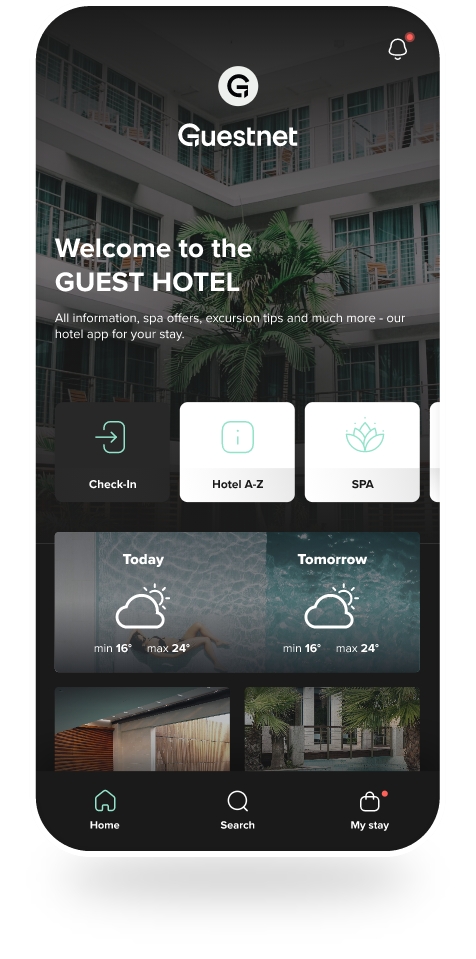 Guestnet
Welcome to the
GUEST HOTEL
All information, spa offers, excursion tips and much more - our
hotel app for your stay.
Check-In
Hotel A-Z
SPA
Today
Tomorrow
min 16° max 24°
min 16° max 24°
Home
Search
My stay